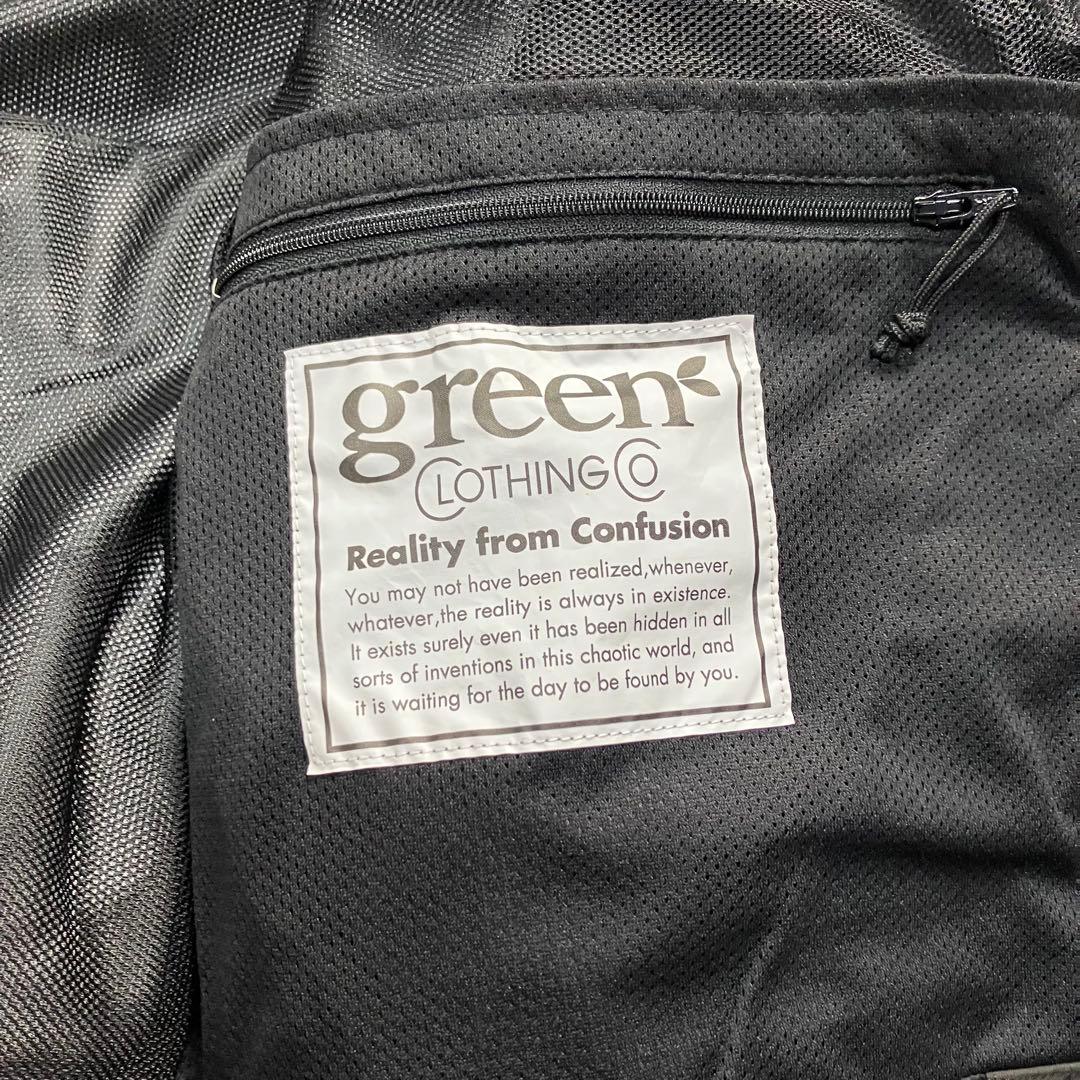 green
CLOTHING CO
Reality from Confusion
You may not have been realized,whenever,
whatever,the reality is always in existence.
It exists surely even it has been hidden in all
sorts of inventions in this chaotic world, and
it is waiting for the day to be found by you.